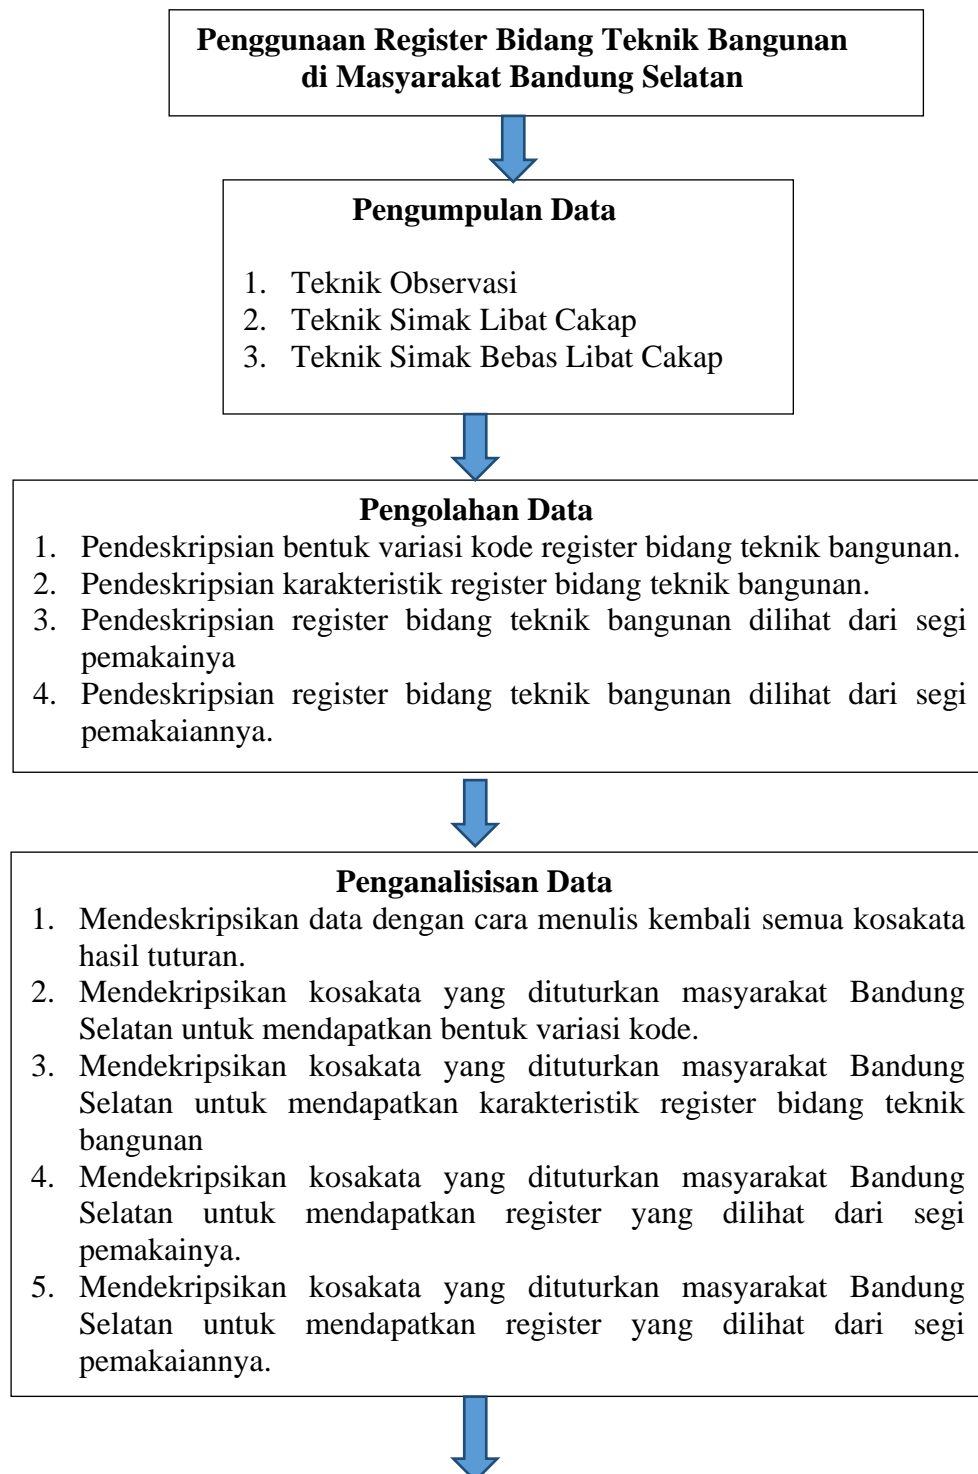 Penggunaan Register Bidang Teknik Bangunan
di Masyarakat Bandung Selatan
Pengumpulan Data
1. Teknik Observasi
2. Teknik Simak Libat Cakap
3. Teknik Simak Bebas Libat Cakap
Pengolahan Data
1. Pendeskripsian bentuk variasi kode register bidang teknik bangunan.
2. Pendeskripsian karakteristik register bidang teknik bangunan.
3. Pendeskripsian register bidang teknik bangunan dilihat dari segi
pemakainya
4. Pendeskripsian register bidang teknik bangunan dilihat dari segi
pemakaiannya.
Penganalisisan Data
1. Mendeskripsikan data dengan cara menulis kembali semua kosakata
hasil tuturan.
2. Mendekripsikan kosakata yang dituturkan masyarakat Bandung
Selatan untuk mendapatkan bentuk variasi kode.
3. Mendekripsikan kosakata yang dituturkan masyarakat Bandung
Selatan untuk mendapatkan karakteristik register bidang teknik
bangunan
4. Mendekripsikan kosakata yang dituturkan masyarakat Bandung
Selatan untuk mendapatkan register yang dilihat dari segi
pemakainya.
5. Mendekripsikan kosakata yang dituturkan masyarakat Bandung
Selatan untuk mendapatkan register yang dilihat dari segi
pemakaiannya.